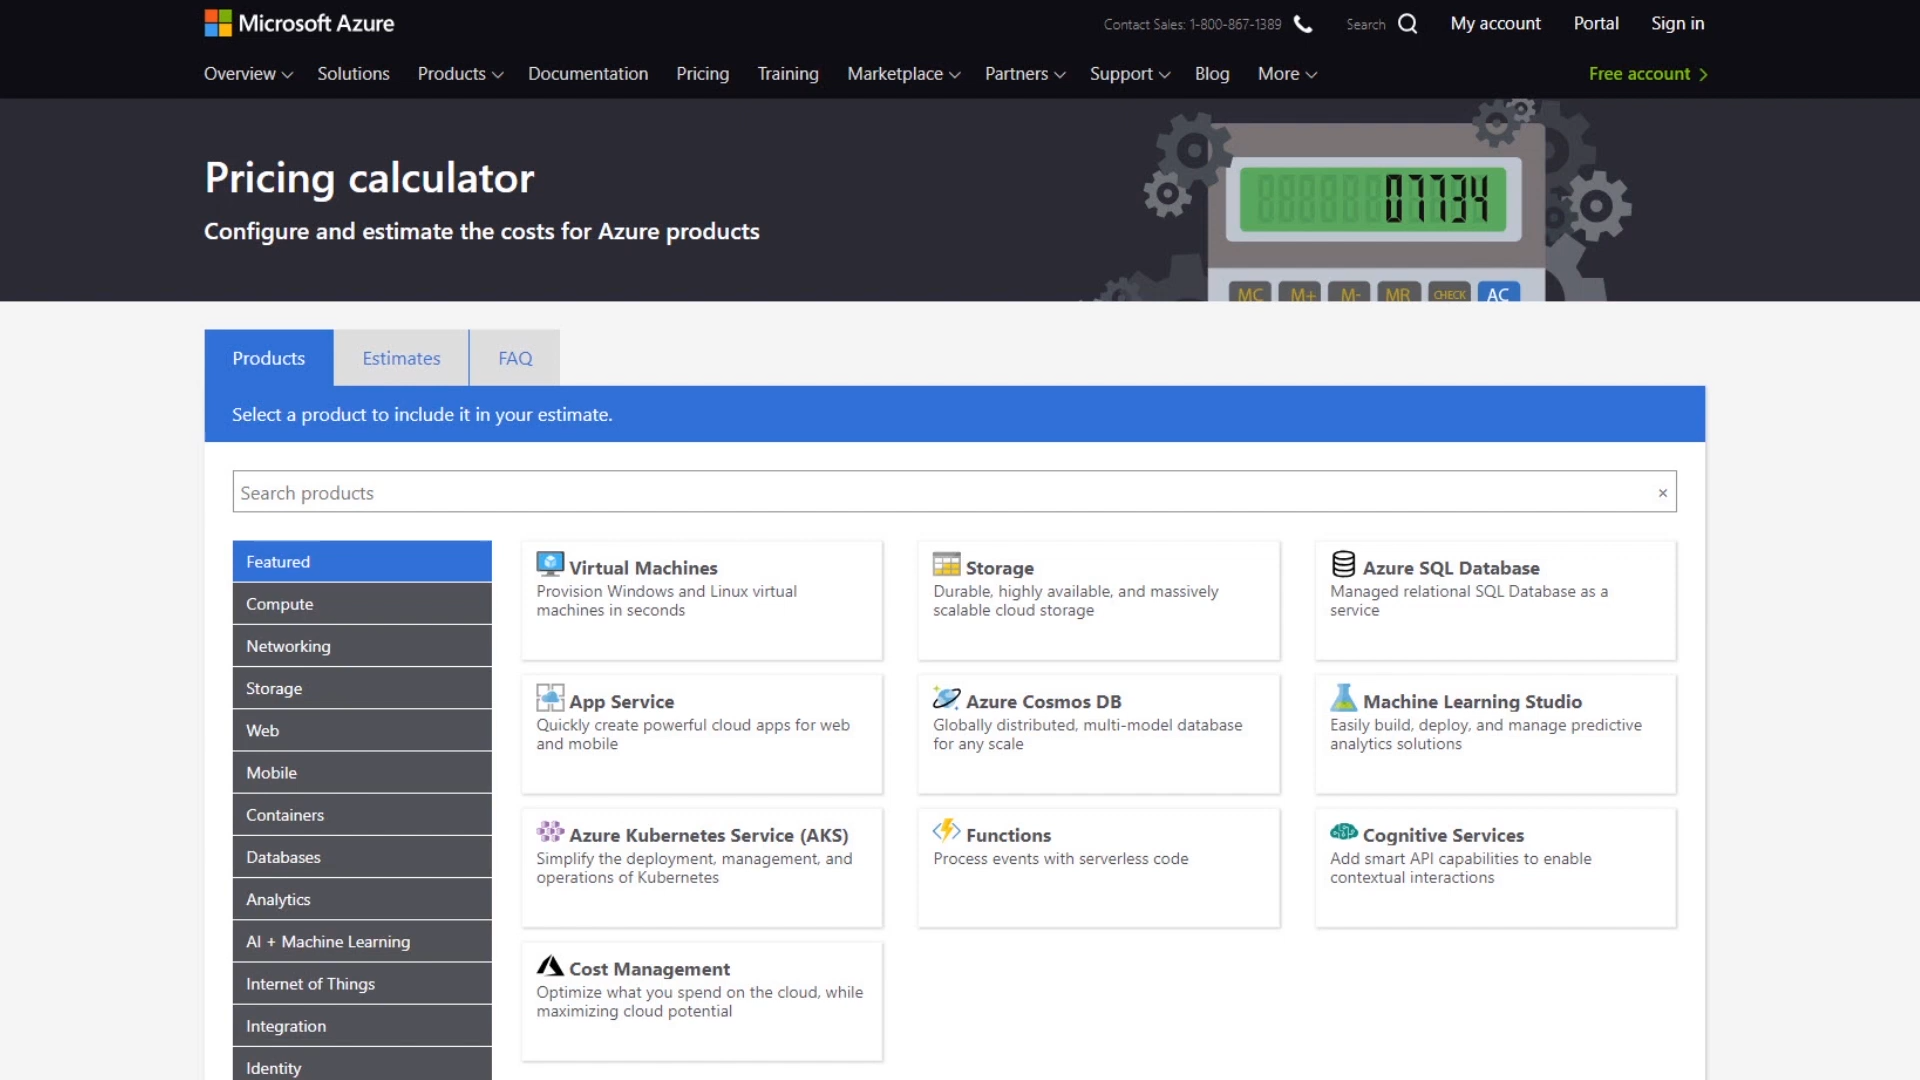 Microsoft Azure
Contact Sales: 1-800-867-1389
Search
My account
Portal
Sign in
Overview
Solutions
Products
Documentation
Pricing
Training
Marketplace
Partners
Support
Blog
More
Free account
Pricing calculator
Configure and estimate the costs for Azure products
07734
MC
M+
M-
MR
CHECK
AC
Products
Estimates
FAQ
Select a product to include it in your estimate.
Search products
×
Featured
Compute
Networking
Storage
Web
Mobile
Containers
Databases
Analytics
AI + Machine Learning
Internet of Things
Integration
Identity
Virtual Machines
Provision Windows and Linux virtual
machines in seconds
Storage
Durable, highly available, and massively
scalable cloud storage
Azure SQL Database
Managed relational SQL Database as a
service
App Service
Quickly create powerful cloud apps for web
and mobile
Azure Cosmos DB
Globally distributed, multi-model database
for any scale
Machine Learning Studio
Easily build, deploy, and manage predictive
analytics solutions
Azure Kubernetes Service (AKS)
Simplify the deployment, management, and
operations of Kubernetes
Functions
Process events with serverless code
Cognitive Services
Add smart API capabilities to enable
contextual interactions
Cost Management
Optimize what you spend on the cloud, while
maximizing cloud potential